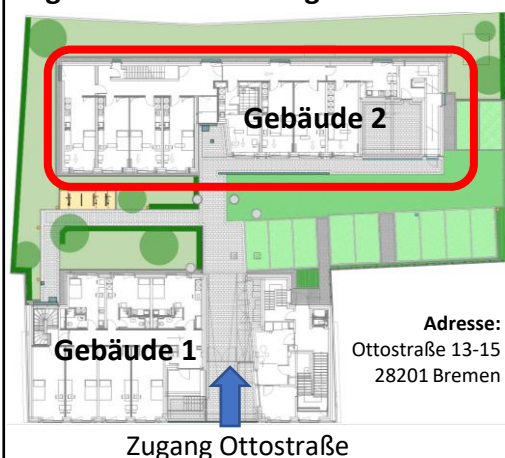 Gebäude 2
Gebäude 1
Adresse:
Ottostraße 13-15
28201 Bremen
Zugang Ottostraße